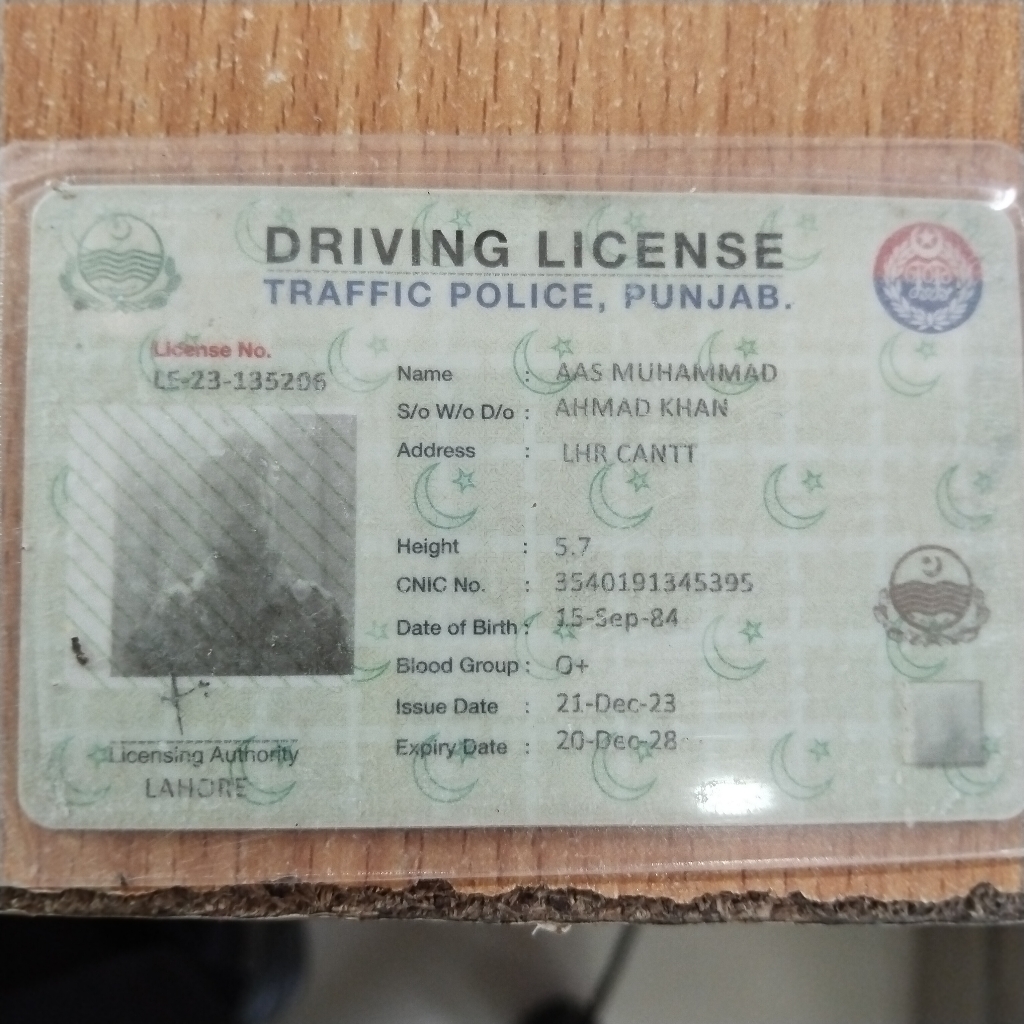 DRIVING LICENSE
TRAFFIC POLICE, PUNJAB.
License No.
LE-23-135206
Name : AAS MUHAMMAD
S/o W/o D/o : AHMAD KHAN
Address : LHR CANTT
Height : 5.7
CNIC No. : 3540191345395
Date of Birth : 15-Sep-84
Blood Group : O+
Issue Date : 21-Dec-23
Expiry Date : 20-Dec-28
Licensing Authority
LAHORE